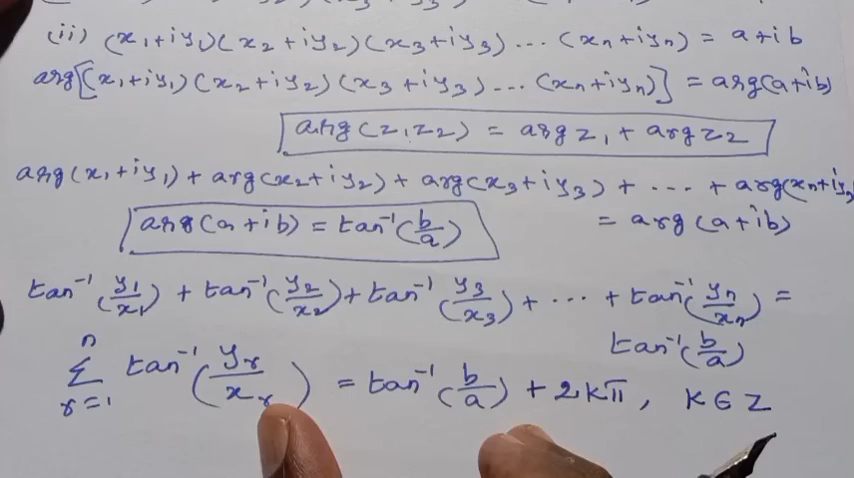 (ii) (x₁+iy₁)(x₂+iy₂)(x₃+iy₃)...(xn+iyn) = a+ib
arg[(x₁+iy₁)(x₂+iy₂)(x₃+iy₃)...(xn+iyn)] = arg(a+ib)
arg(z₁z₂) = arg z₁ + arg z₂
arg(x₁+iy₁) + arg(x₂+iy₂) + arg(x₃+iy₃) + ... + arg(xn+iyn)
= arg(a+ib)
arg(a+ib) = tan⁻¹(b/a)
tan⁻¹(y₁/x₁) + tan⁻¹(y₂/x₂) + tan⁻¹(y₃/x₃) + ... + tan⁻¹(yn/xn) =
tan⁻¹(b/a)
n Σ r=1 tan⁻¹(yr/xr) = tan⁻¹(b/a) + 2kπ, k∈Z